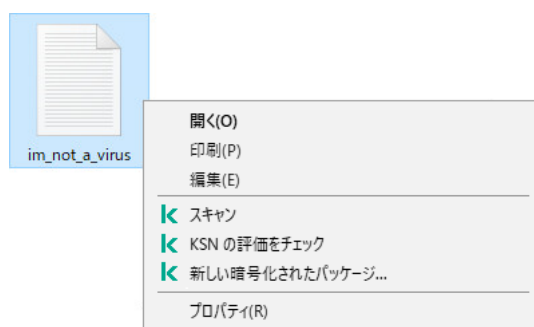 im_not_a_virus
開く(O)
印刷(P)
編集(E)
スキャン
KSN の評価をチェック
新しい暗号化されたパッケージ...
プロパティ(R)